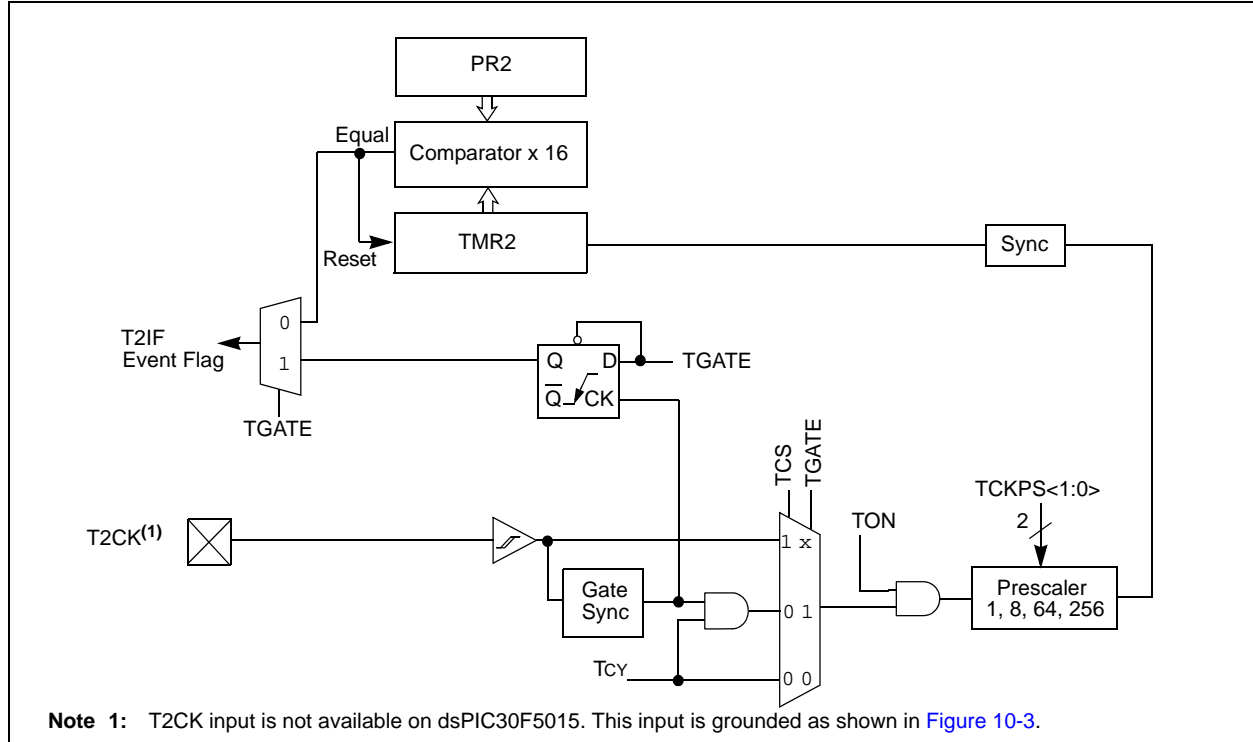 PR2
Equal
Comparator x 16
Reset
TMR2
Sync
T2IF
Event Flag
0
1
TGATE
Q
D
Q
CK
TGATE
TCS
TGATE
TCKPS<1:0>
2
TON
T2CK(1)
1 x
Gate
Sync
0 1
Prescaler
1, 8, 64, 256
TCY
0 0
Note 1: T2CK input is not available on dsPIC30F5015. This input is grounded as shown in Figure 10-3.